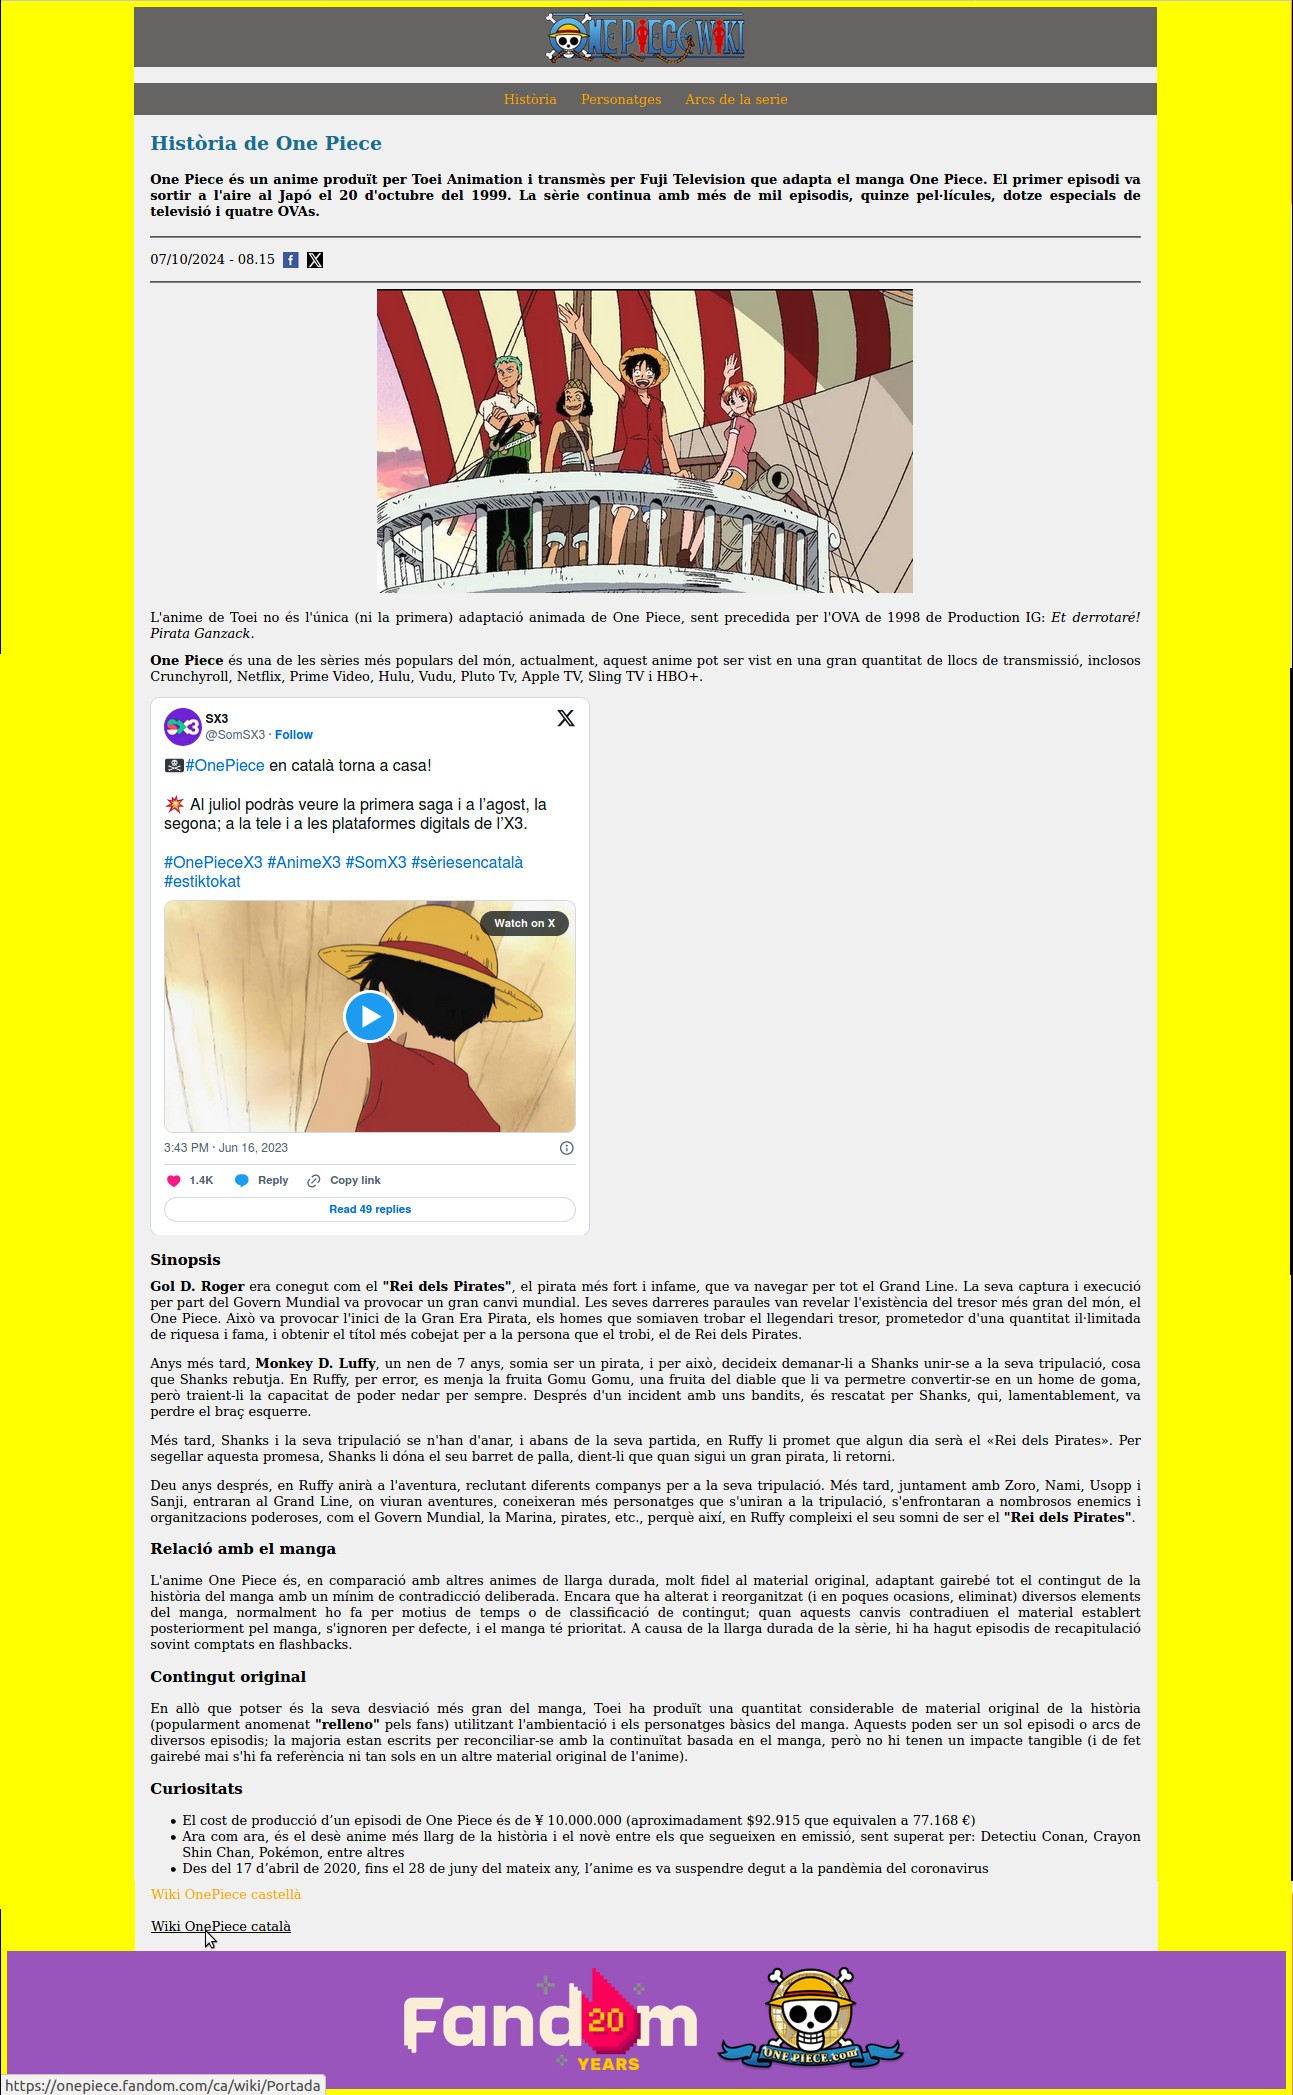 ONE PIECE WIKI
Història Personatges Arcs de la serie
Història de One Piece
One Piece és un anime produït per Toei Animation i transmès per Fuji Television que adapta el manga One Piece. El primer episodi va
sortir a l'aire al Japó el 20 d'octubre del 1999. La sèrie continua amb més de mil episodis, quinze pel·lícules, dotze especials de
televisió i quatre OVAs.
07/10/2024 - 08.15
L'anime de Toei no és l'única (ni la primera) adaptació animada de One Piece, sent precedida per l'OVA de 1998 de Production IG: Et derrotaré!
Pirata Ganzack.
One Piece és una de les sèries més populars del món, actualment, aquest anime pot ser vist en una gran quantitat de llocs de transmissió, inclosos
Crunchyroll, Netflix, Prime Video, Hulu, Vudu, Pluto Tv, Apple TV, Sling TV i HBO+.
SX3
SX3
@SomSX3 · Follow
🏴‍☠️#OnePiece en català torna a casa!
💥 Al juliol podràs veure la primera saga i a l’agost, la
segona; a la tele i a les plataformes digitals de l’X3.
#OnePieceX3 #AnimeX3 #SomX3 #sèriesencatalà
#estiktokat
Watch on X
3:43 PM · Jun 16, 2023
1.4K Reply Copy link
Read 49 replies
Sinopsis
Gol D. Roger era conegut com el "Rei dels Pirates", el pirata més fort i infame, que va navegar per tot el Grand Line. La seva captura i execució
per part del Govern Mundial va provocar un gran canvi mundial. Les seves darreres paraules van revelar l'existència del tresor més gran del món, el
One Piece. Això va provocar l'inici de la Gran Era Pirata, els homes que somiaven trobar el llegendari tresor, prometedor d'una quantitat il·limitada
de riquesa i fama, i obtenir el títol més cobejat per a la persona que el trobi, el de Rei dels Pirates.
Anys més tard, Monkey D. Luffy, un nen de 7 anys, somia ser un pirata, i per això, decideix demanar-li a Shanks unir-se a la seva tripulació, cosa
que Shanks rebutja. En Ruffy, per error, es menja la fruita Gomu Gomu, una fruita del diable que li va permetre convertir-se en un home de goma,
però traient-li la capacitat de poder nedar per sempre. Després d'un incident amb uns bandits, és rescatat per Shanks, qui, lamentablement, va
perdre el braç esquerre.
Més tard, Shanks i la seva tripulació se n'han d'anar, i abans de la seva partida, en Ruffy li promet que algun dia serà el «Rei dels Pirates». Per
segellar aquesta promesa, Shanks li dóna el seu barret de palla, dient-li que quan sigui un gran pirata, li retorni.
Deu anys després, en Ruffy anirà a l'aventura, reclutant diferents companys per a la seva tripulació. Més tard, juntament amb Zoro, Nami, Usopp i
Sanji, entraran al Grand Line, on viuran aventures, coneixeran més personatges que s'uniran a la tripulació, s'enfrontaran a nombrosos enemics i
organitzacions poderoses, com el Govern Mundial, la Marina, pirates, etc., perquè així, en Ruffy compleixi el seu somni de ser el "Rei dels Pirates".
Relació amb el manga
L'anime One Piece és, en comparació amb altres animes de llarga durada, molt fidel al material original, adaptant gairebé tot el contingut de la
història del manga amb un mínim de contradicció deliberada. Encara que ha alterat i reorganitzat (i en poques ocasions, eliminat) diversos elements
del manga, normalment ho fa per motius de temps o de classificació de contingut; quan aquests canvis contradiuen el material establert
posteriorment pel manga, s'ignoren per defecte, i el manga té prioritat. A causa de la llarga durada de la sèrie, hi ha hagut episodis de recapitulació
sovint comptats en flashbacks.
Contingut original
En allò que potser és la seva desviació més gran del manga, Toei ha produït una quantitat considerable de material original de la història
(popularment anomenat "relleno" pels fans) utilitzant l'ambientació i els personatges bàsics del manga. Aquests poden ser un sol episodi o arcs de
diversos episodis; la majoria estan escrits per reconciliar-se amb la continuïtat basada en el manga, però no hi tenen un impacte tangible (i de fet
gairebé mai s'hi fa referència ni tan sols en un altre material original de l'anime).
Curiositats
• El cost de producció d’un episodi de One Piece és de ¥ 10.000.000 (aproximadament $92.915 que equivalen a 77.168 €)
• Ara com ara, és el desè anime més llarg de la història i el novè entre els que segueixen en emissió, sent superat per: Detectiu Conan, Crayon
Shin Chan, Pokémon, entre altres
• Des del 17 d’abril de 2020, fins el 28 de juny del mateix any, l’anime es va suspendre degut a la pandèmia del coronavirus
Wiki OnePiece castellà
Wiki OnePiece català
Fandom
20
YEARS
ONE PIECE.com
https://onepiece.fandom.com/ca/wiki/Portada